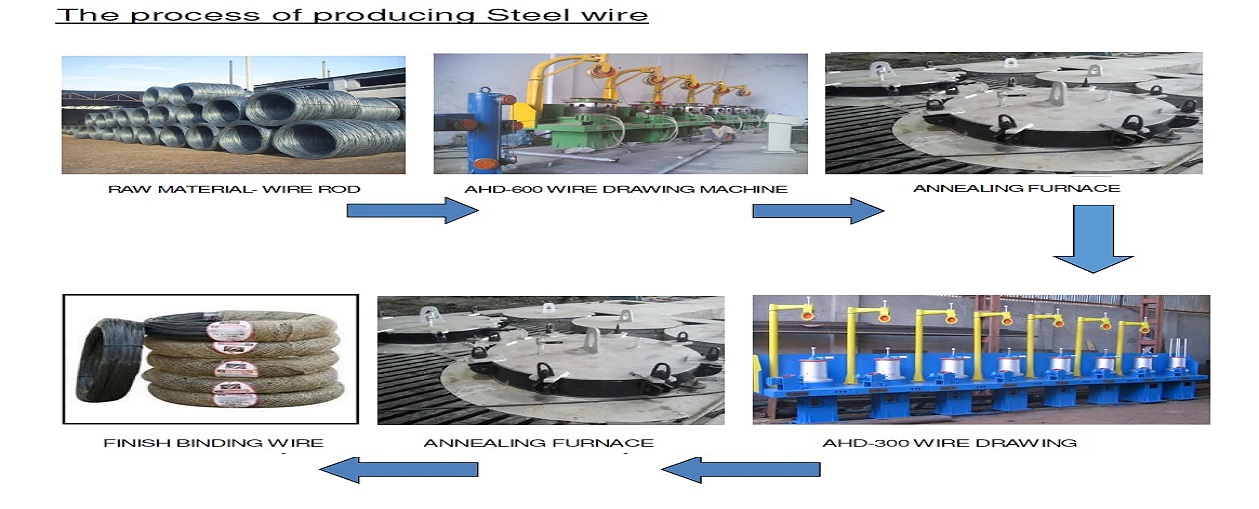 The process of producing Steel wire
RAW MATERIAL- WIRE ROD
AHD-600 WIRE DRAWING MACHINE
ANNEALING FURNACE
FINISH BINDING WIRE
ANNEALING FURNACE
AHD-300 WIRE DRAWING